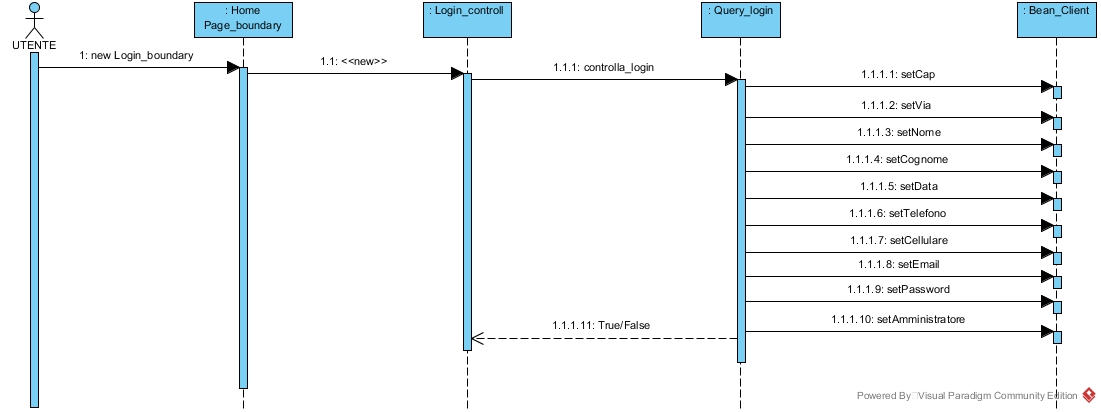 : Home
Page_boundary
: Login_controll
: Query_login
: Bean_Client
UTENTE
1: new Login_boundary
1.1: <<new>>
1.1.1: controlla_login
1.1.1.1: setCap
1.1.1.2: setVia
1.1.1.3: setNome
1.1.1.4: setCognome
1.1.1.5: setData
1.1.1.6: setTelefono
1.1.1.7: setCellulare
1.1.1.8: setEmail
1.1.1.9: setPassword
1.1.1.10: setAmministratore
1.1.1.11: True/False
Powered By Visual Paradigm Community Edition